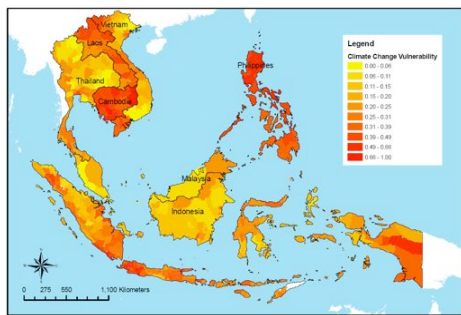 Vietnam
Laos
Thailand
Cambodia
Philippines
Malaysia
Indonesia
Legend
Climate Change Vulnerability
0.00 - 0.06
0.06 - 0.11
0.11 - 0.15
0.15 - 0.20
0.20 - 0.25
0.25 - 0.31
0.31 - 0.39
0.39 - 0.49
0.49 - 0.66
0.66 - 1.00
0 275 550 1,100 Kilometers